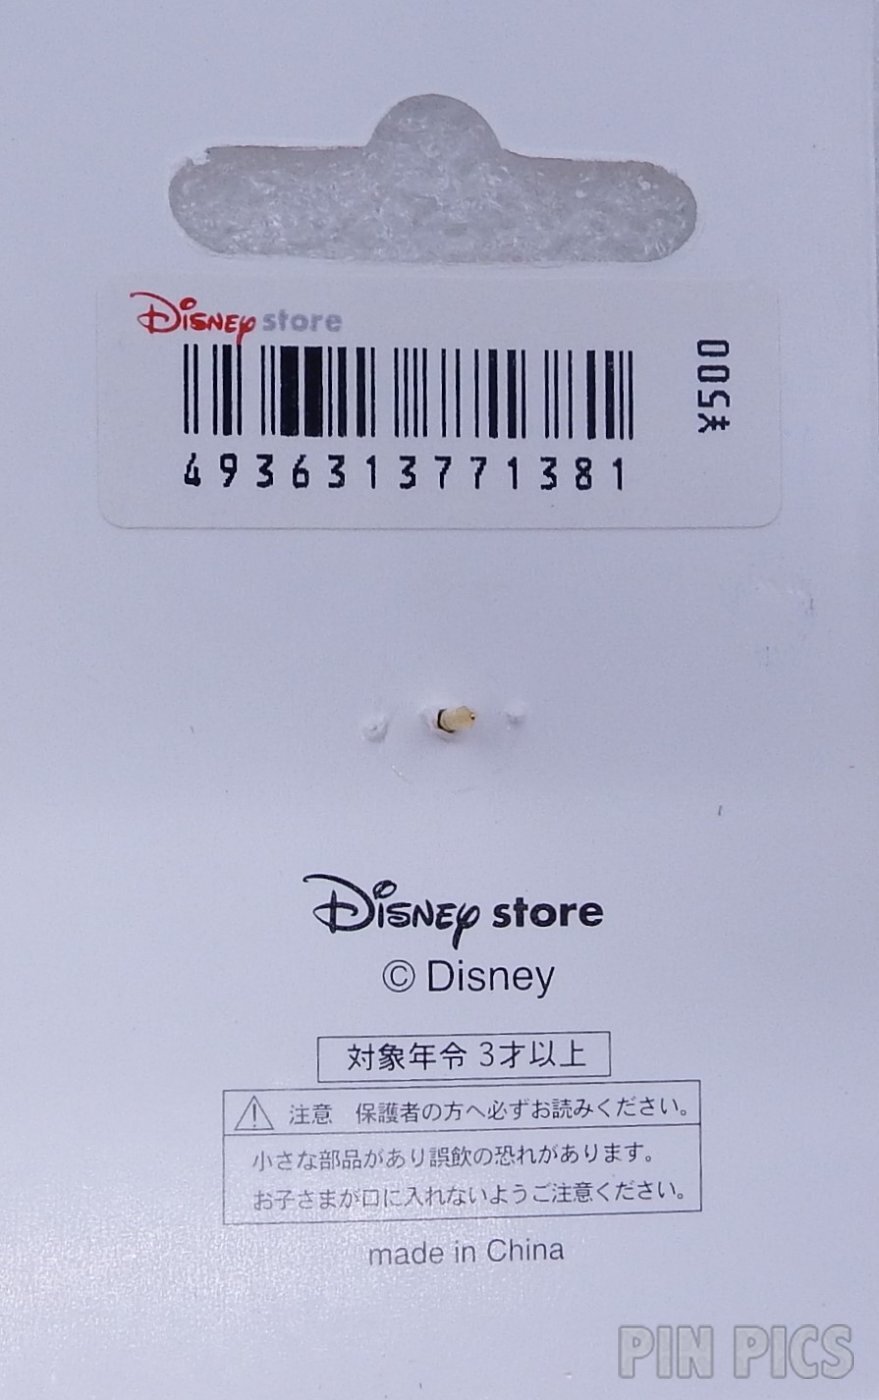 Disney store
¥500
4936313771381
Disney store
© Disney
対象年令 3才以上
注意 保護者の方へ必ずお読みください。
小さな部品があり誤飲の恐れがあります。
お子さまが口に入れないようご注意ください。
made in China
PIN PICS